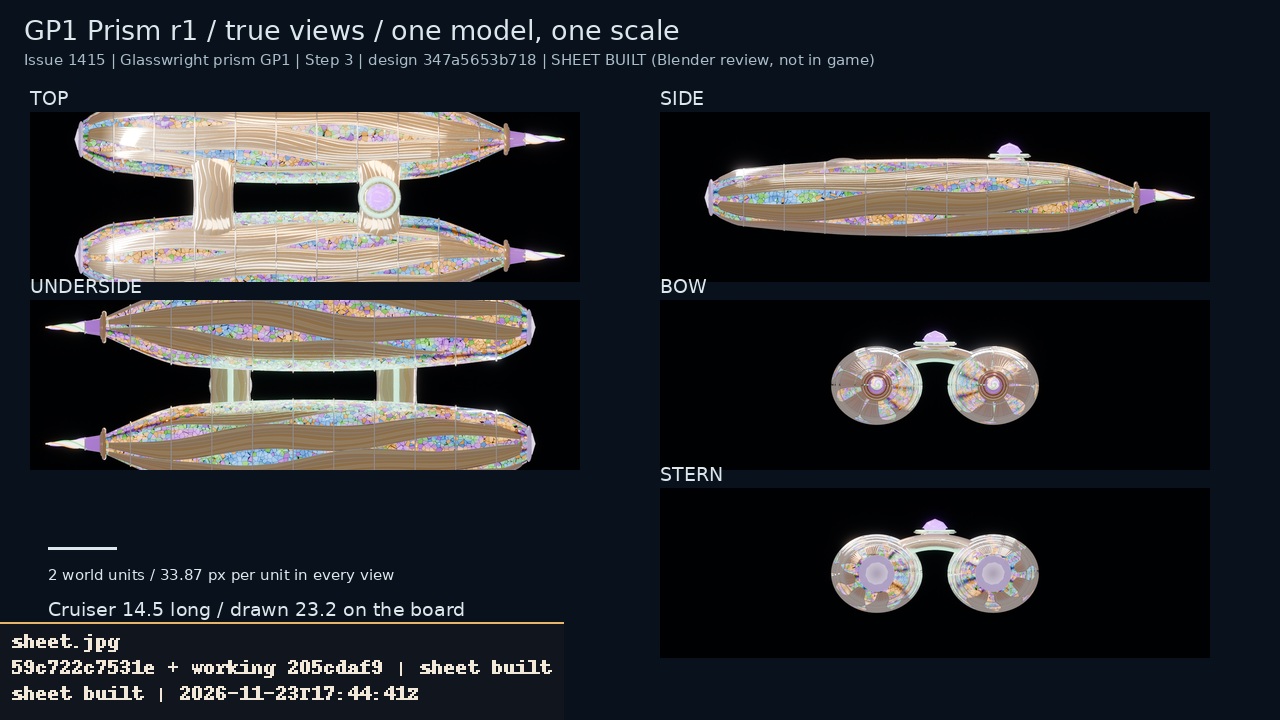 GP1 Prism r1 / true views / one model, one scale
Issue 1415 | Glasswright prism GP1 | Step 3 | design 347a5653b718 | SHEET BUILT (Blender review, not in game)
TOP
SIDE
UNDERSIDE
BOW
STERN
2 world units / 33.87 px per unit in every view
Cruiser 14.5 long / drawn 23.2 on the board
sheet.jpg
59c722c7531e + working 205cdaf9 | sheet built
sheet built | 2026-11-23T17:44:41Z